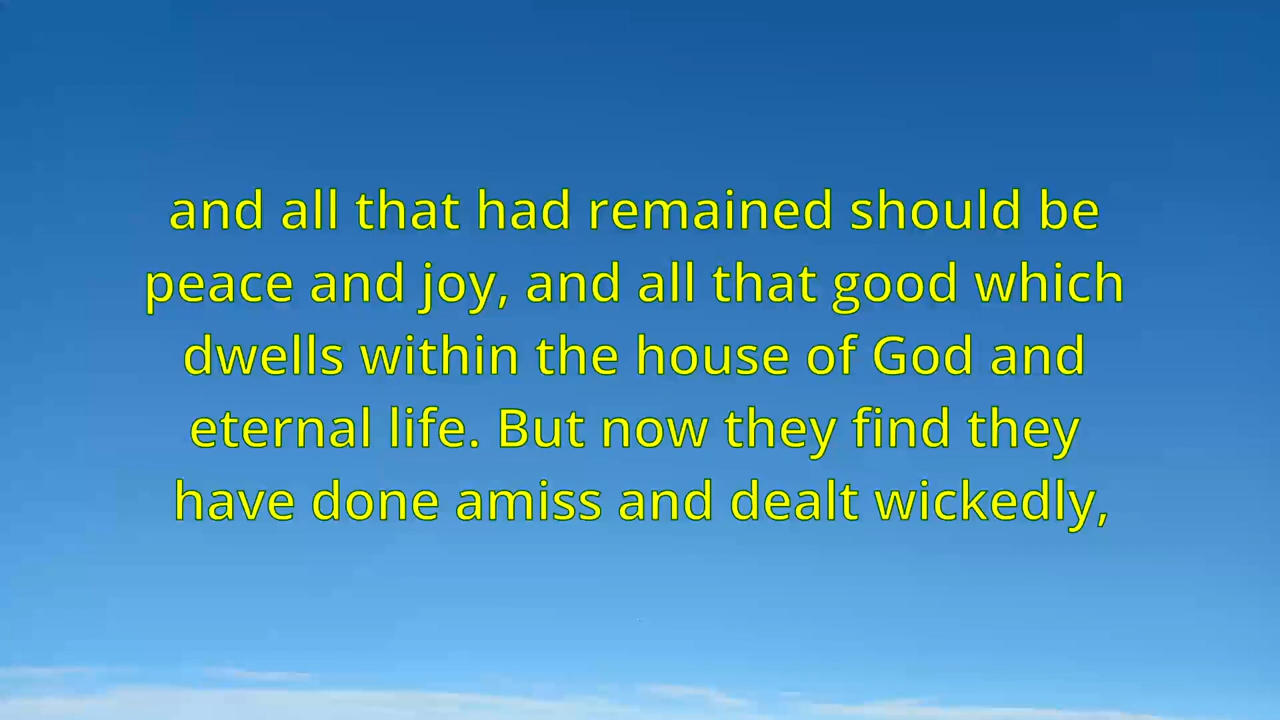 and all that had remained should be
peace and joy, and all that good which
dwells within the house of God and
eternal life. But now they find they
have done amiss and dealt wickedly,